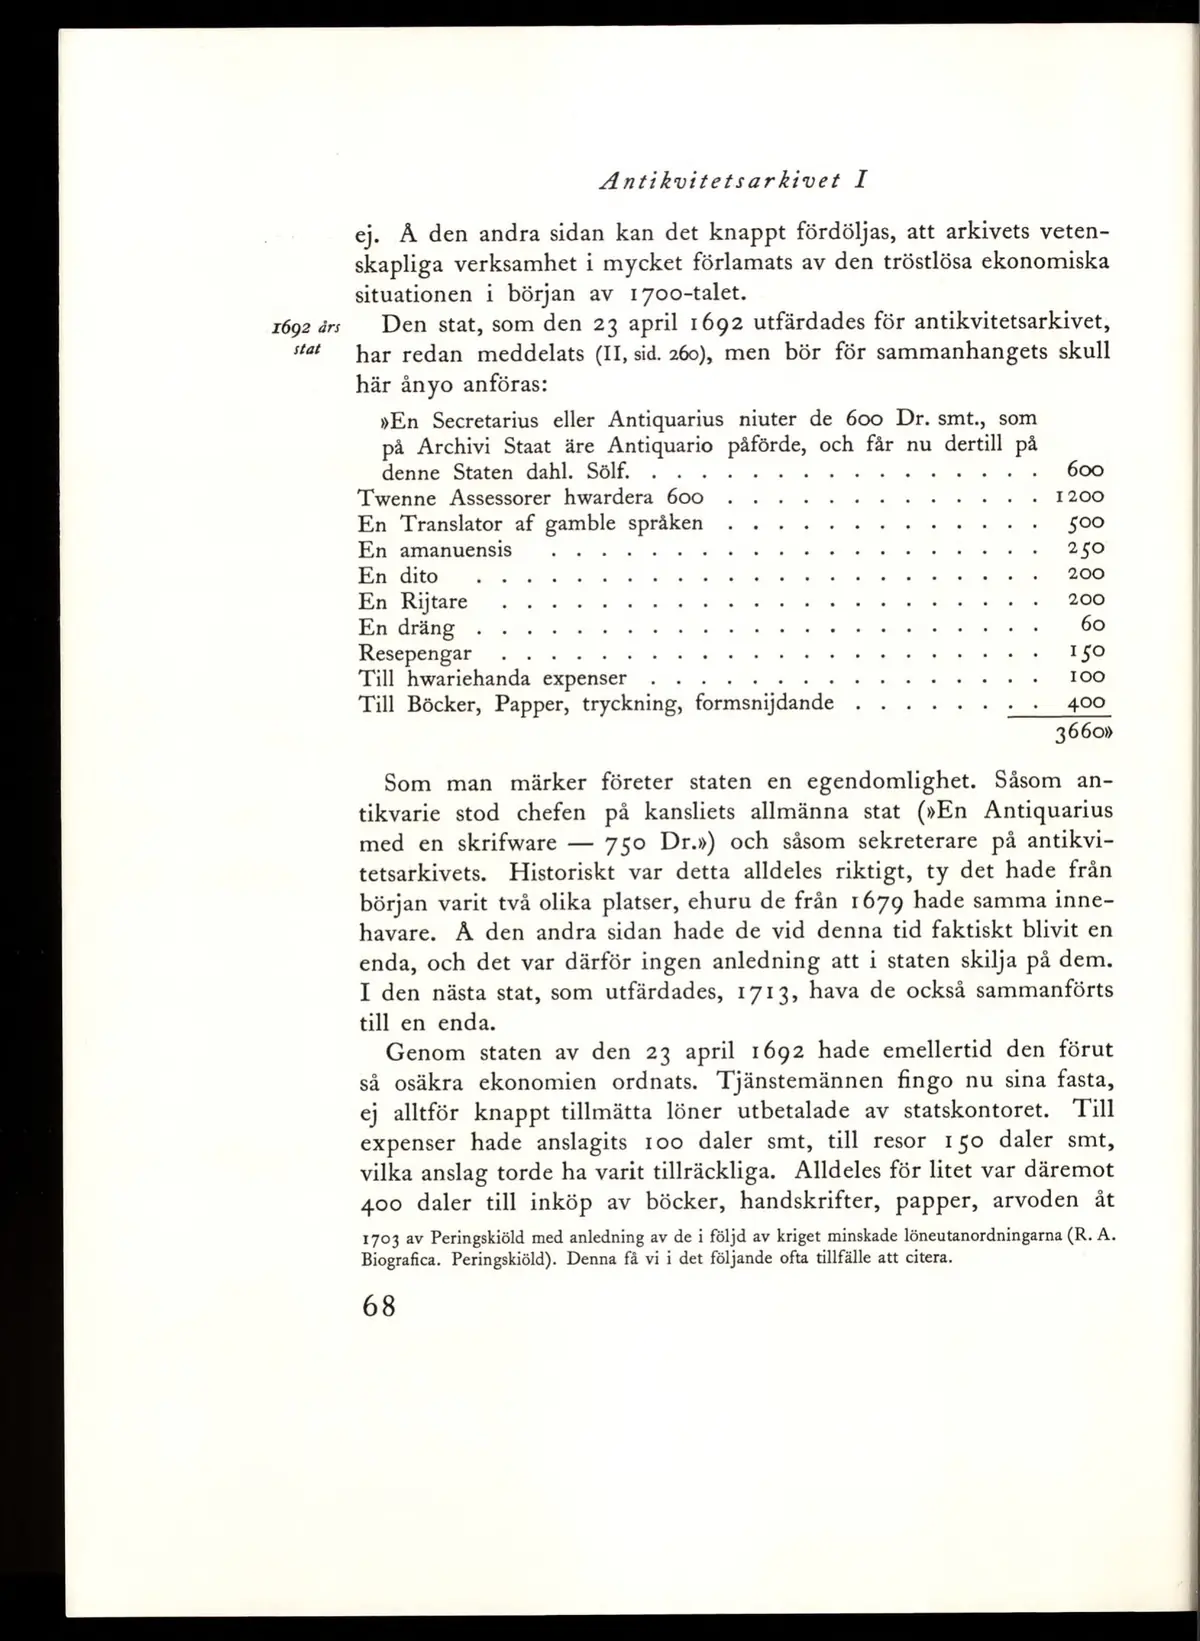 Antikvitetsarkivet I
ej. Å den andra sidan kan det knappt fördöljas, att arkivets veten-
skapliga verksamhet i mycket förlamats av den tröstlösa ekonomiska
situationen i början av 1700-talet.
1692 års
stat
Den stat, som den 23 april 1692 utfärdades för antikvitetsarkivet,
har redan meddelats (II, sid. 260), men bör för sammanhangets skull
här ånyo anföras:
»En Secretarius eller Antiquarius niuter de 600 Dr. smt., som
på Archivi Staat äre Antiquario påförde, och får nu dertill på
denne Staten dahl. Sölf. . . . . . . . . . . . . . . . . . 600
Twenne Assessorer hwardera 600 . . . . . . . . . . . . . 1200
En Translator af gamble språken . . . . . . . . . . . . . 500
En amanuensis . . . . . . . . . . . . . . . . . . . . 250
En dito . . . . . . . . . . . . . . . . . . . . . . . 200
En Rijtare . . . . . . . . . . . . . . . . . . . . . . 200
En dräng . . . . . . . . . . . . . . . . . . . . . . . 60
Resepengar . . . . . . . . . . . . . . . . . . . . . . 150
Till hwariehanda expenser . . . . . . . . . . . . . . . . 100
Till Böcker, Papper, tryckning, formsnijdande . . . . . . . . 400
3660»
Som man märker företer staten en egendomlighet. Såsom an-
tikvarie stod chefen på kansliets allmänna stat (»En Antiquarius
med en skrifware — 750 Dr.») och såsom sekreterare på antikvi-
tetsarkivets. Historiskt var detta alldeles riktigt, ty det hade från
början varit två olika platser, ehuru de från 1679 hade samma inne-
havare. Å den andra sidan hade de vid denna tid faktiskt blivit en
enda, och det var därför ingen anledning att i staten skilja på dem.
I den nästa stat, som utfärdades, 1713, hava de också sammanförts
till en enda.
Genom staten av den 23 april 1692 hade emellertid den förut
så osäkra ekonomien ordnats. Tjänstemännen fingo nu sina fasta,
ej alltför knappt tillmätta löner utbetalade av statskontoret. Till
expenser hade anslagits 100 daler smt, till resor 150 daler smt,
vilka anslag torde ha varit tillräckliga. Alldeles för litet var däremot
400 daler till inköp av böcker, handskrifter, papper, arvoden åt
1703 av Peringskiöld med anledning av de i följd av kriget minskade löneutanordningarna (R. A.
Biografica. Peringskiöld). Denna få vi i det följande ofta tillfälle att citera.
68